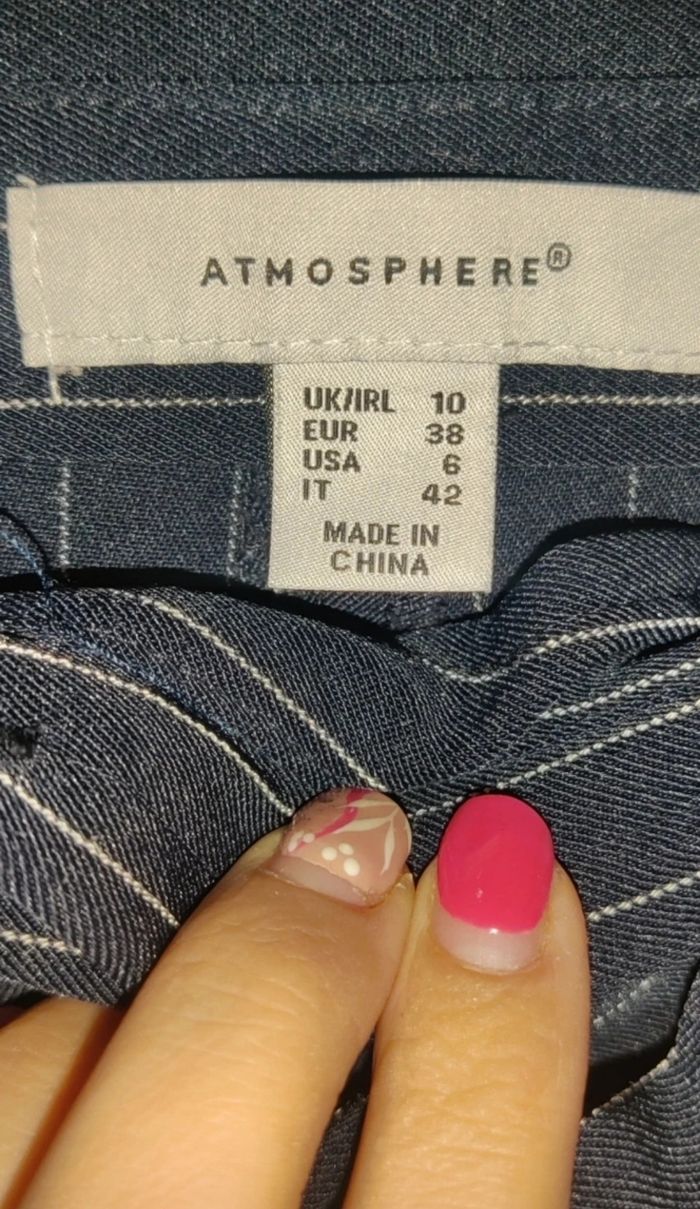 ATMOSPHERE®
UK/IRL 10
EUR 38
USA 6
IT 42
MADE IN
CHINA